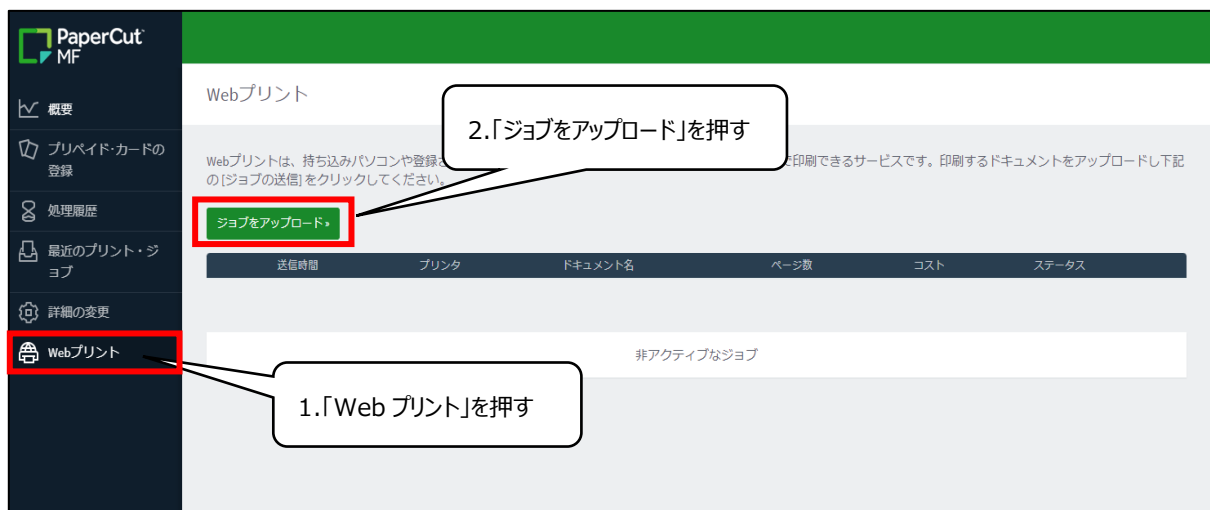 PaperCut
MF
概要
プリペイド・カードの
登録
処理履歴
最近のプリント・ジ
ョブ
詳細の変更
Webプリント
Webプリント
2.「ジョブをアップロード」を押す
Webプリントは、持ち込みパソコンや登録さ で印刷できるサービスです。印刷するドキュメントをアップロードし下記
の [ジョブの送信] をクリックしてください。
ジョブをアップロード»
送信時間 プリンタ ドキュメント名 ページ数 コスト ステータス
非アクティブなジョブ
1.「Web プリント」を押す